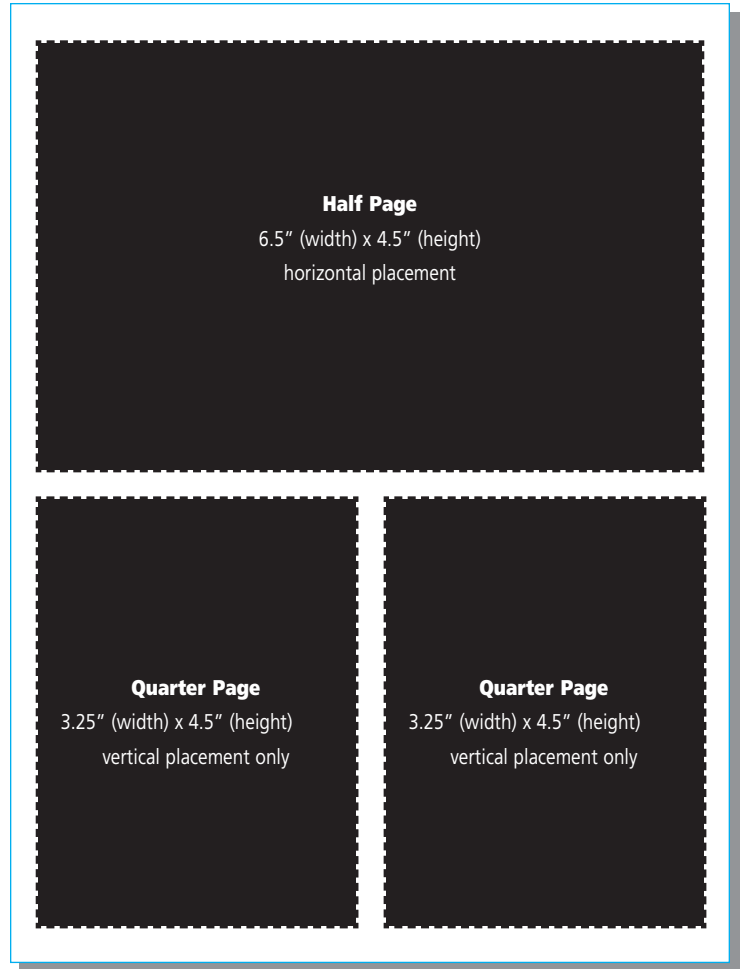 Half Page
6.5” (width) x 4.5” (height)
horizontal placement
Quarter Page
3.25” (width) x 4.5” (height)
vertical placement only
Quarter Page
3.25” (width) x 4.5” (height)
vertical placement only